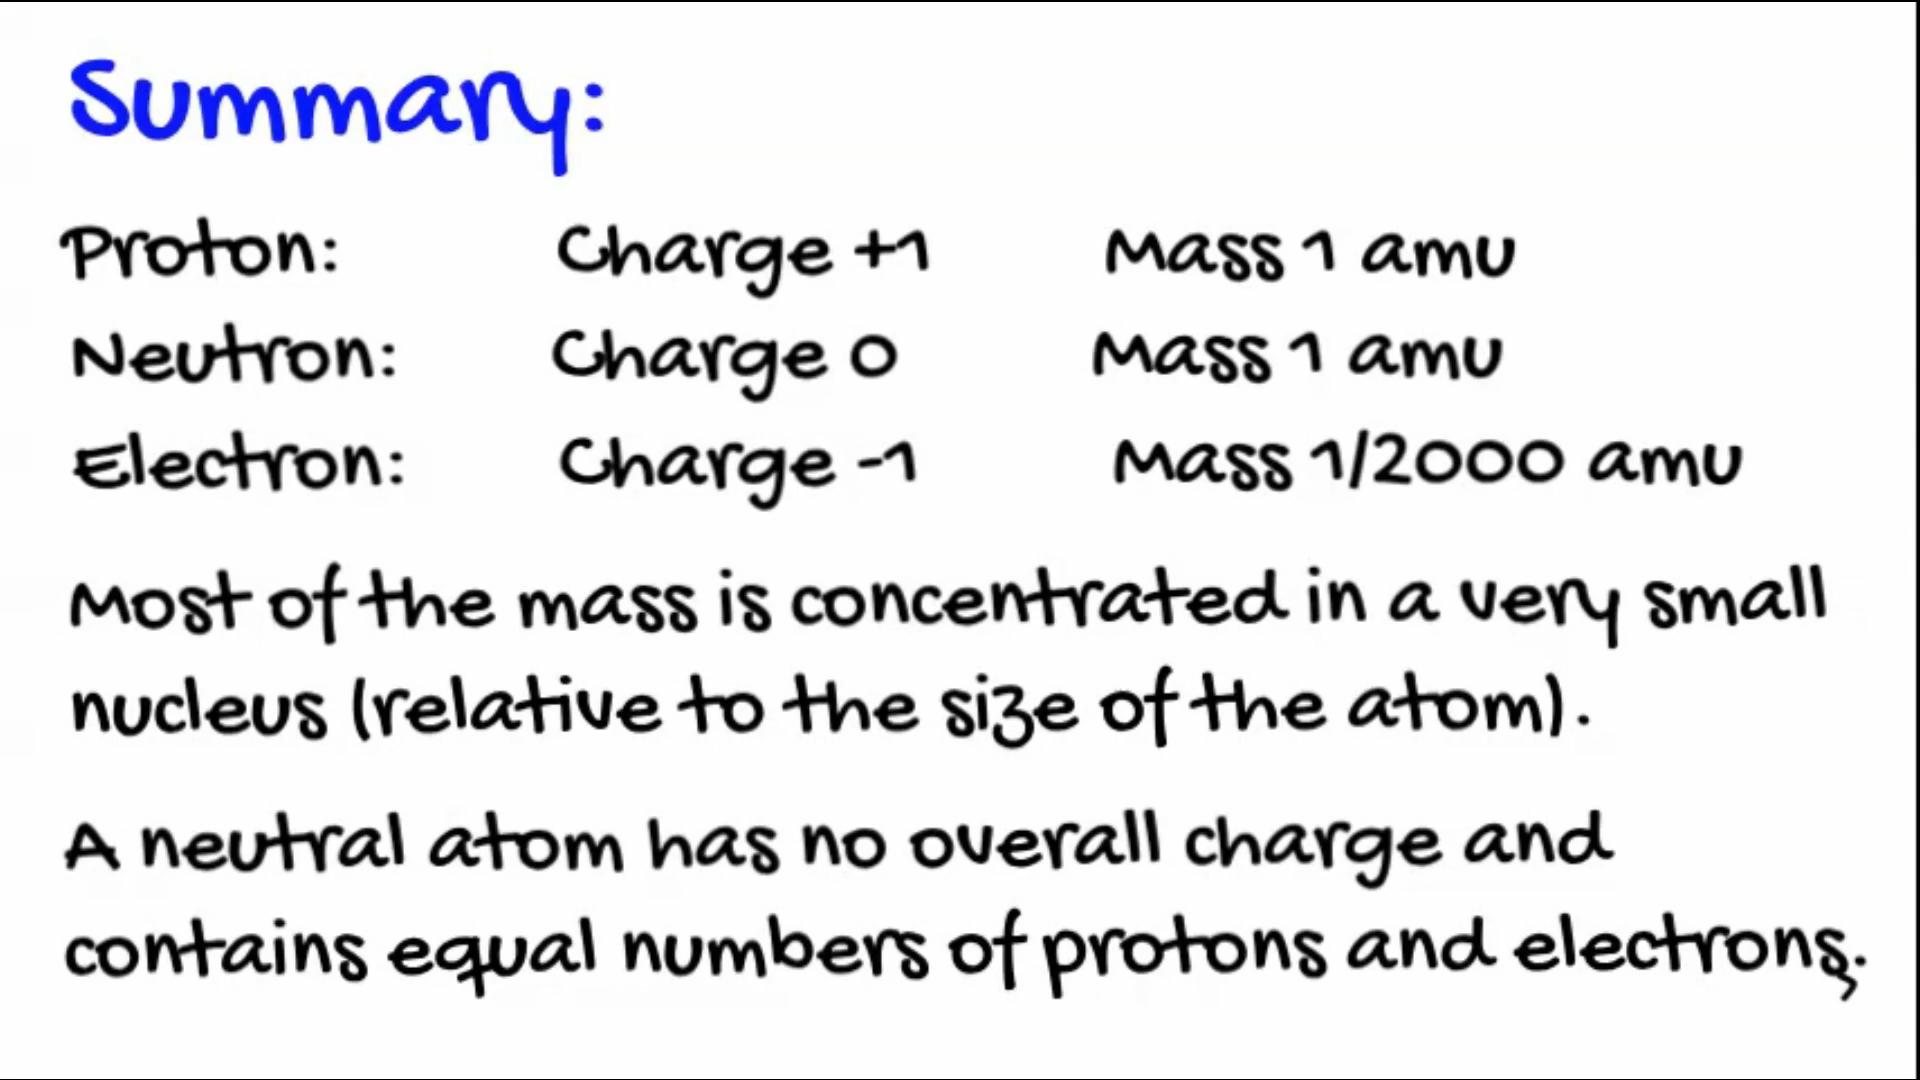 Summary:
Proton: Charge +1 Mass 1 amu
Neutron: Charge 0 Mass 1 amu
Electron: Charge -1 Mass 1/2000 amu
Most of the mass is concentrated in a very small
nucleus (relative to the size of the atom).
A neutral atom has no overall charge and
contains equal numbers of protons and electrons.